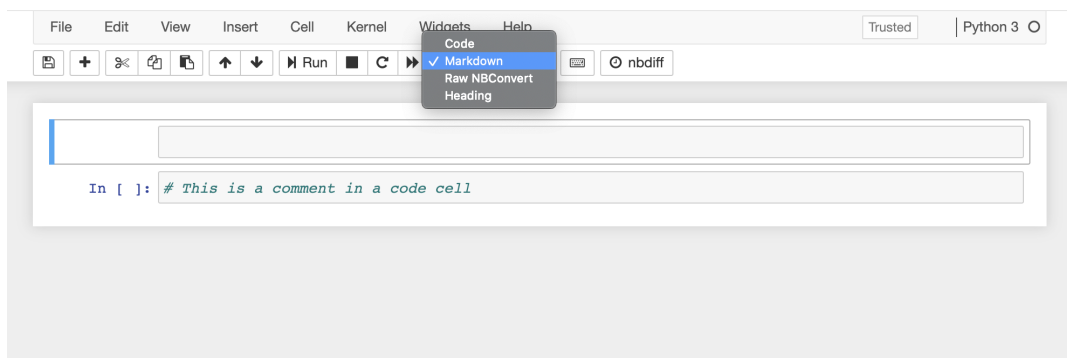 File Edit View Insert Cell Kernel Widgets Help Trusted Python 3
Run nbdiff
Code
✓ Markdown
Raw NBConvert
Heading
In [ ]: # This is a comment in a code cell